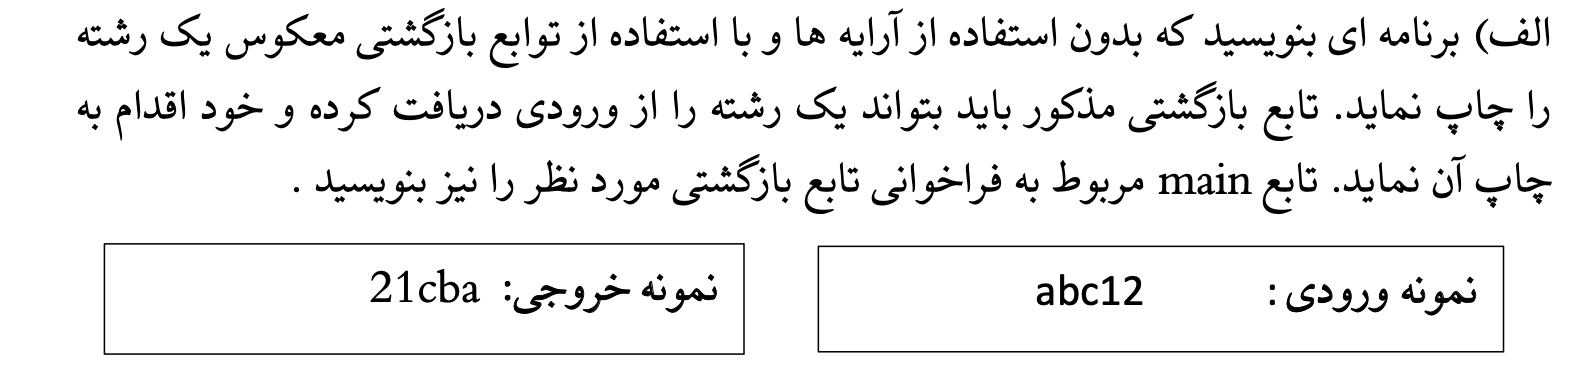 الف) برنامه ای بنویسید که بدون استفاده از آرایه ها و با استفاده از توابع بازگشتی معکوس یک رشته
را چاپ نماید. تابع بازگشتی مذکور باید بتواند یک رشته را از ورودی دریافت کرده و خود اقدام به
چاپ آن نماید. تابع main مربوط به فراخوانی تابع بازگشتی مورد نظر را نیز بنویسید .
نمونه ورودی : abc12
نمونه خروجی: 21cba